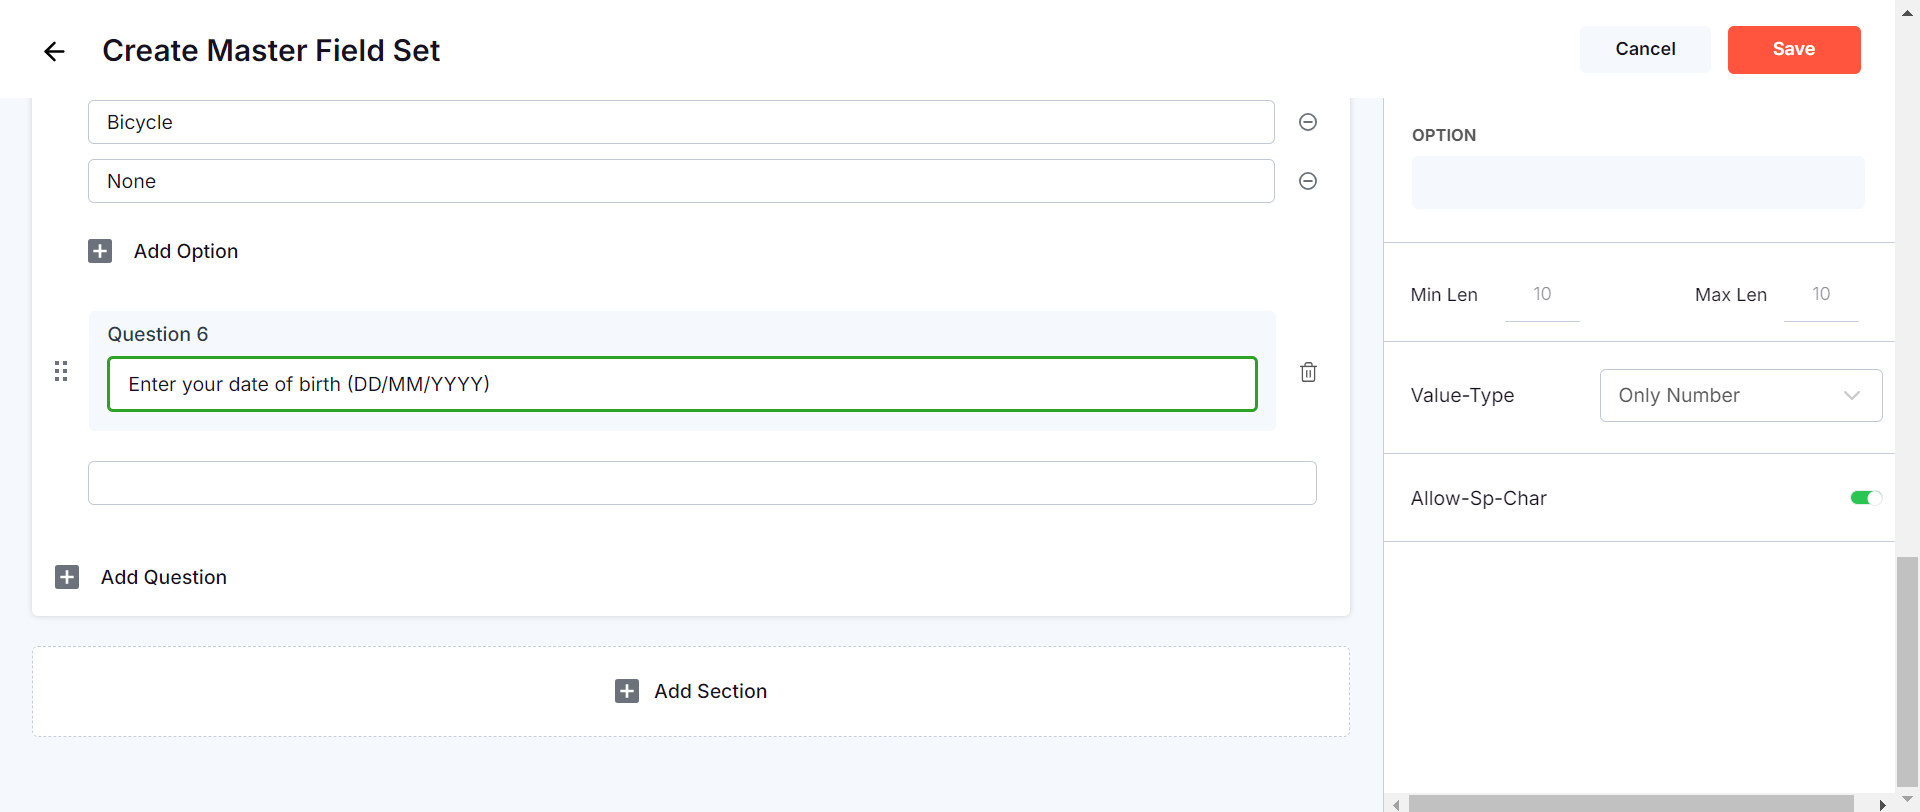 Create Master Field Set
Cancel
Save
Bicycle
None
Add Option
Question 6
Enter your date of birth (DD/MM/YYYY)
Add Question
Add Section
OPTION
Min Len 10 Max Len 10
Value-Type Only Number
Allow-Sp-Char